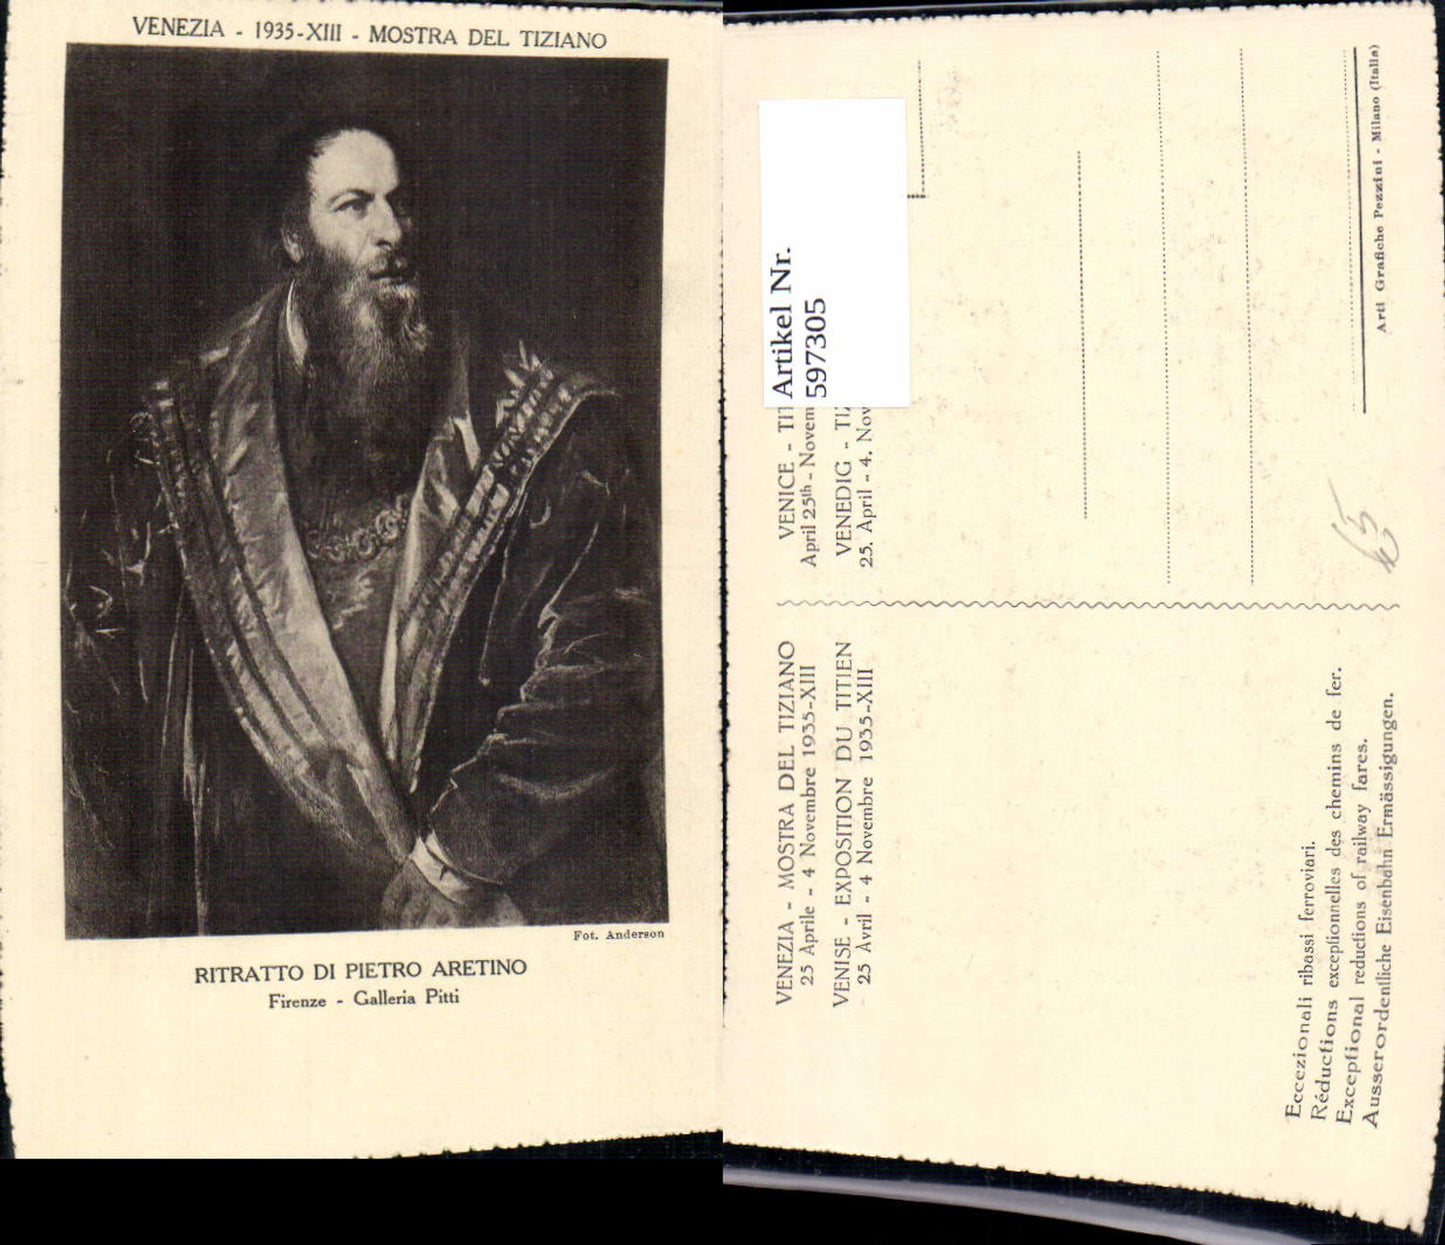 VENEZIA - 1935-XIII - MOSTRA DEL TIZIANO
Fot. Anderson
RITRATTO DI PIETRO ARETINO
Firenze - Galleria Pitti
VENEZIA - MOSTRA DEL TIZIANO
25 Aprile - 4 Novembre 1935-XIII
VENISE - EXPOSITION DU TITIEN
25 Avril - 4 Novembre 1935-XIII
VENICE - TI
April 25th - Novem
VENEDIG - TIZ
25. April - 4. Nov
Artikel Nr.
597305
Eccezionali ribassi ferroviari.
Réductions exceptionnelles des chemins de fer.
Exceptional reductions of railway fares.
Ausserordentliche Eisenbahn Ermässigungen.
Arti Grafiche Pezzini - Milano (Italia)